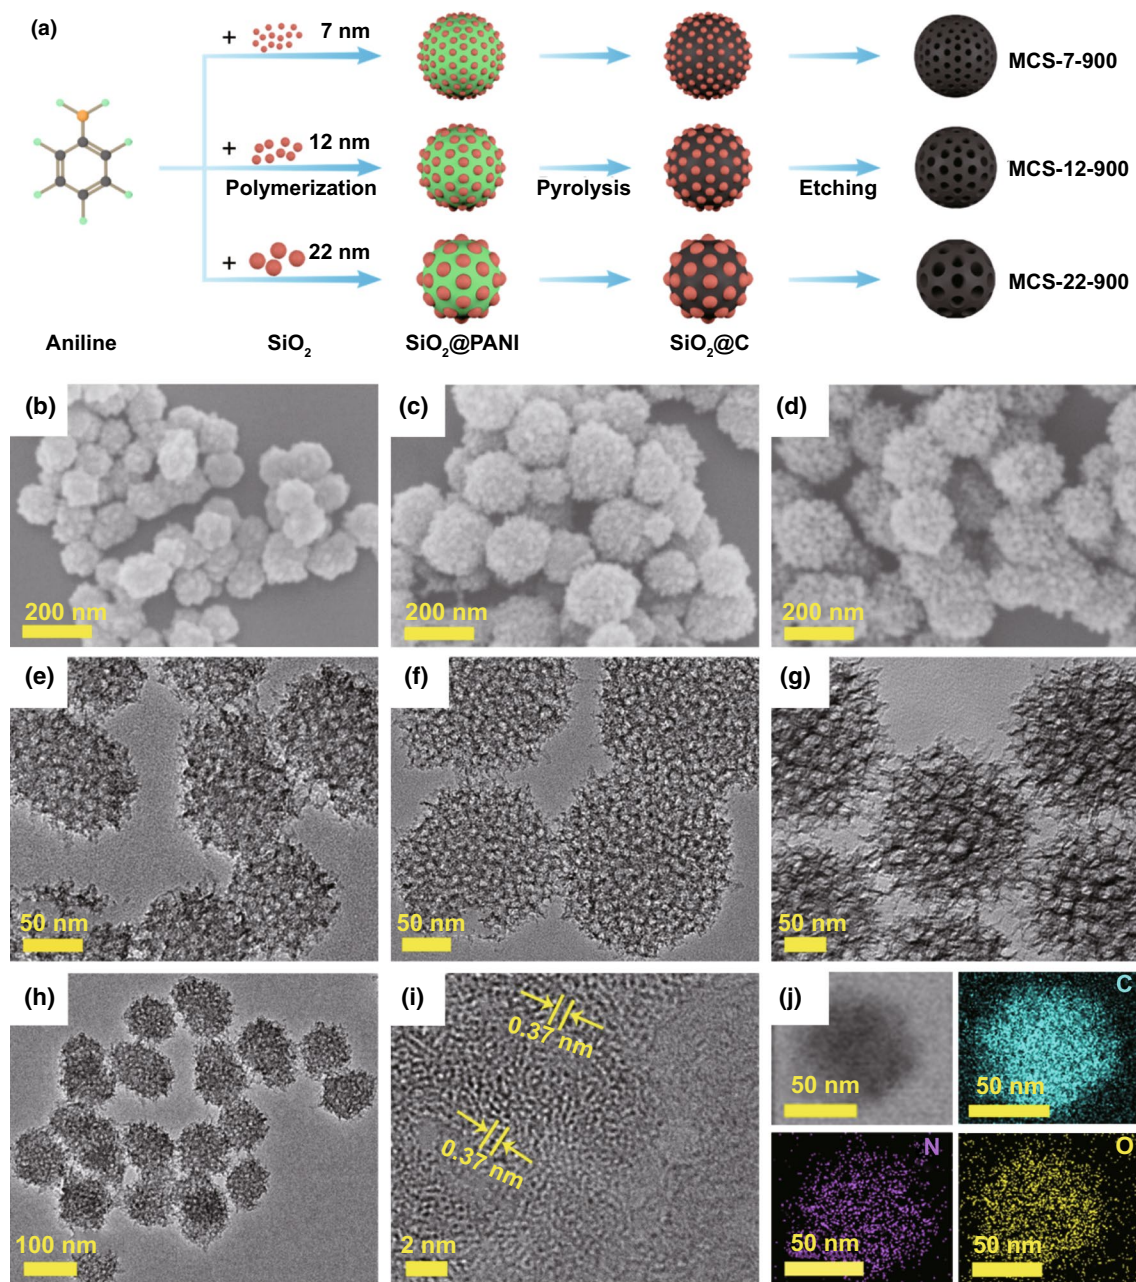 (a)
+
7 nm
MCS-7-900
+
12 nm
MCS-12-900
Polymerization
Pyrolysis
Etching
+
22 nm
MCS-22-900
Aniline
SiO₂
SiO₂@PANI
SiO₂@C
(b)
200 nm
(c)
200 nm
(d)
200 nm
(e)
50 nm
(f)
50 nm
(g)
50 nm
(h)
100 nm
(i)
0.37 nm
0.37 nm
2 nm
(j)
50 nm
C
50 nm
N
50 nm
O
50 nm